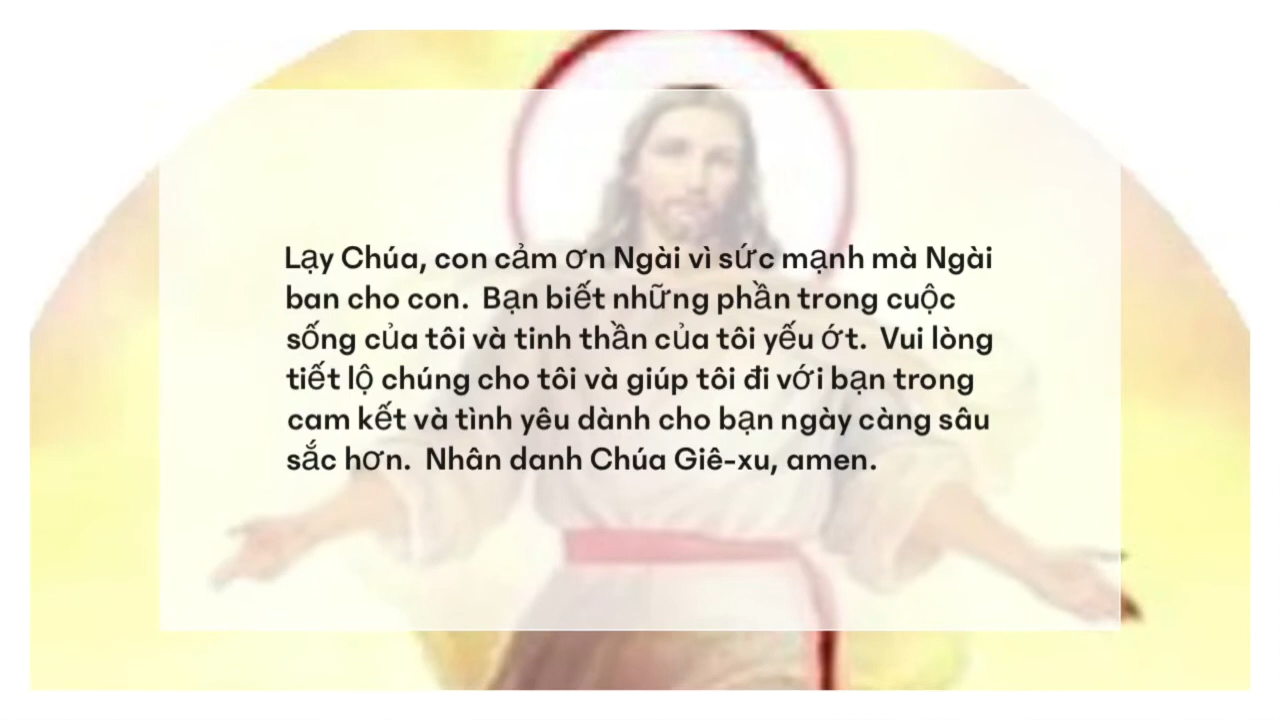 Lạy Chúa, con cảm ơn Ngài vì sức mạnh mà Ngài
ban cho con.  Bạn biết những phần trong cuộc
sống của tôi và tinh thần của tôi yếu ớt.  Vui lòng
tiết lộ chúng cho tôi và giúp tôi đi với bạn trong
cam kết và tình yêu dành cho bạn ngày càng sâu
sắc hơn.  Nhân danh Chúa Giê-xu, amen.